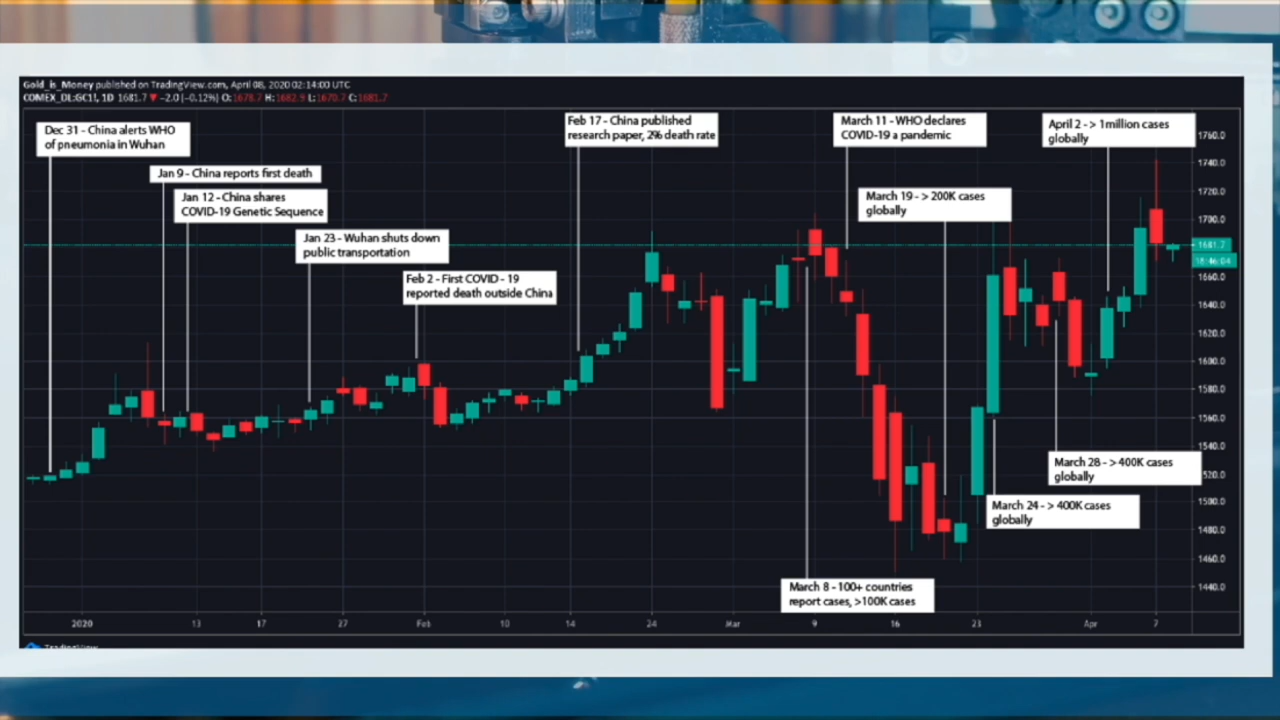 Gold_is_Money published on TradingView.com, April 08, 2020 02:14:00 UTC
COMEX_DL:GC1!, 1D 1681.7 ▼ −2.0 (−0.12%) O:1678.7 H:1682.9 L:1670.7 C:1681.7
Dec 31 - China alerts WHO
of pneumonia in Wuhan
Jan 9 - China reports first death
Jan 12 - China shares
COVID-19 Genetic Sequence
Jan 23 - Wuhan shuts down
public transportation
Feb 2 - First COVID - 19
reported death outside China
Feb 17 - China published
research paper, 2% death rate
March 11 - WHO declares
COVID-19 a pandemic
March 19 - > 200K cases
globally
April 2 - > 1million cases
globally
March 28 - > 400K cases
globally
March 24 - > 400K cases
globally
March 8 - 100+ countries
report cases, >100K cases
1760.0
1740.0
1720.0
1700.0
1681.7
18:46:04
1660.0
1640.0
1620.0
1600.0
1580.0
1560.0
1540.0
1520.0
1500.0
1480.0
1460.0
1440.0
2020 13 17 27 Feb 10 14 24 Mar 9 16 23 Apr 7
TradingView